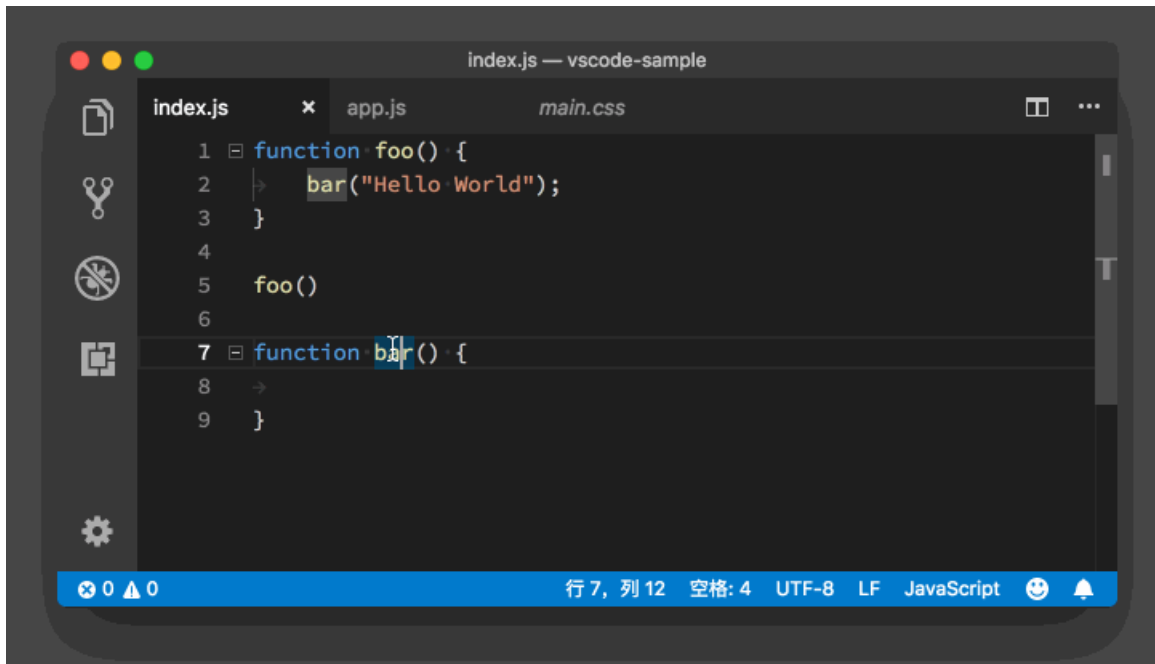 index.js — vscode-sample
index.js × app.js main.css
1 function foo() {
2 bar("Hello World");
3 }
4
5 foo()
6
7 function bar() {
8
9 }
0 0 行 7，列 12 空格: 4 UTF-8 LF JavaScript